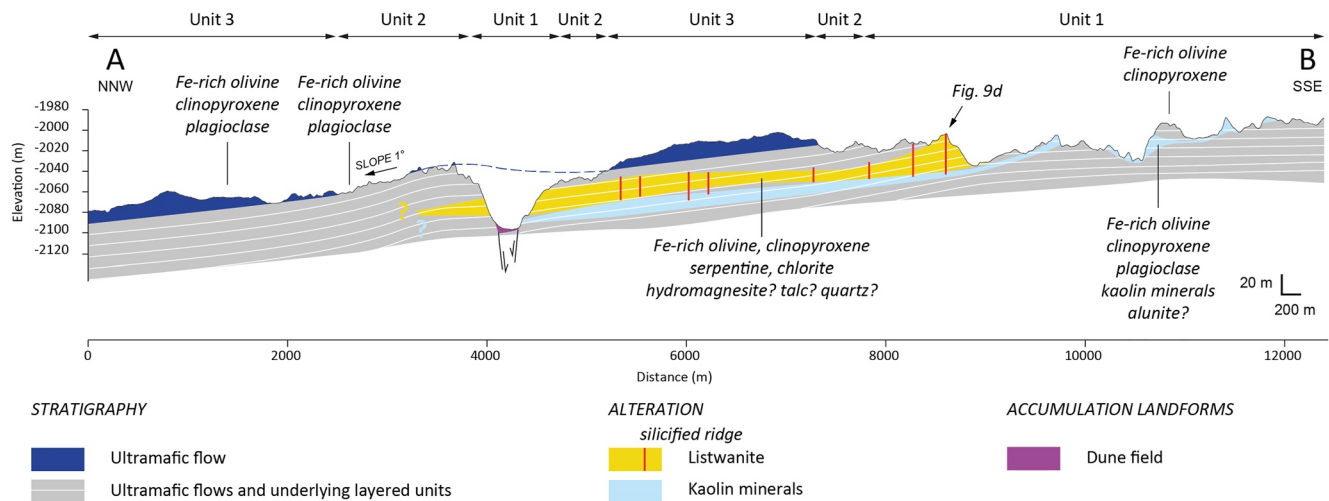 Unit 3 Unit 2 Unit 1 Unit 2 Unit 3 Unit 2 Unit 1
A
NNW
B
SSE
Fe-rich olivine
clinopyroxene
plagioclase
Fe-rich olivine
clinopyroxene
plagioclase
Fe-rich olivine
clinopyroxene
Fig. 9d
SLOPE 1°
Elevation (m)
-1980
-2000
-2020
-2040
-2060
-2080
-2100
-2120
?
?
Fe-rich olivine, clinopyroxene
serpentine, chlorite
hydromagnesite? talc? quartz?
Fe-rich olivine
clinopyroxene
plagioclase
kaolin minerals
alunite?
20 m
200 m
0 2000 4000 6000 8000 10000 12000
Distance (m)
STRATIGRAPHY
Ultramafic flow
Ultramafic flows and underlying layered units
ALTERATION
silicified ridge
Listwanite
Kaolin minerals
ACCUMULATION LANDFORMS
Dune field